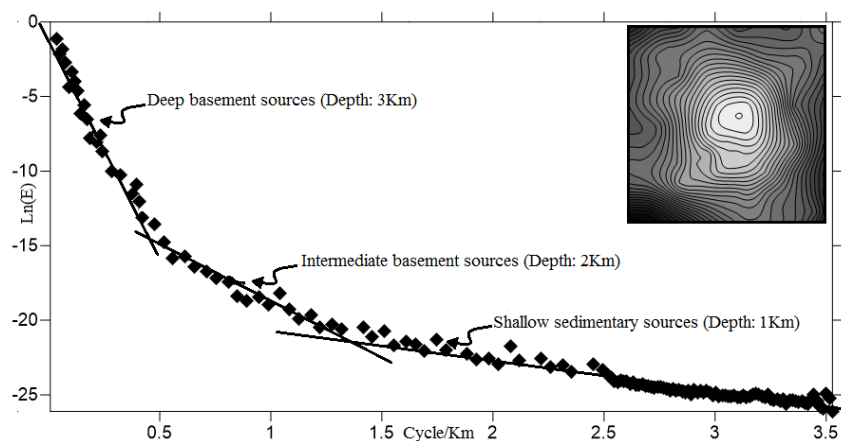 0
-5
-10
-15
-20
-25
Ln(E)
Deep basement sources (Depth: 3Km)
Intermediate basement sources (Depth: 2Km)
Shallow sedimentary sources (Depth: 1Km)
0.5 1 1.5 2 2.5 3 3.5
Cycle/Km